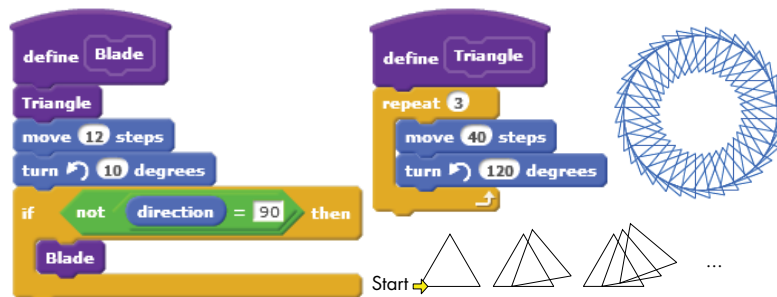 define Blade
Triangle
move 12 steps
turn 10 degrees
if not direction = 90 then
Blade
define Triangle
repeat 3
move 40 steps
turn 120 degrees
Start
...